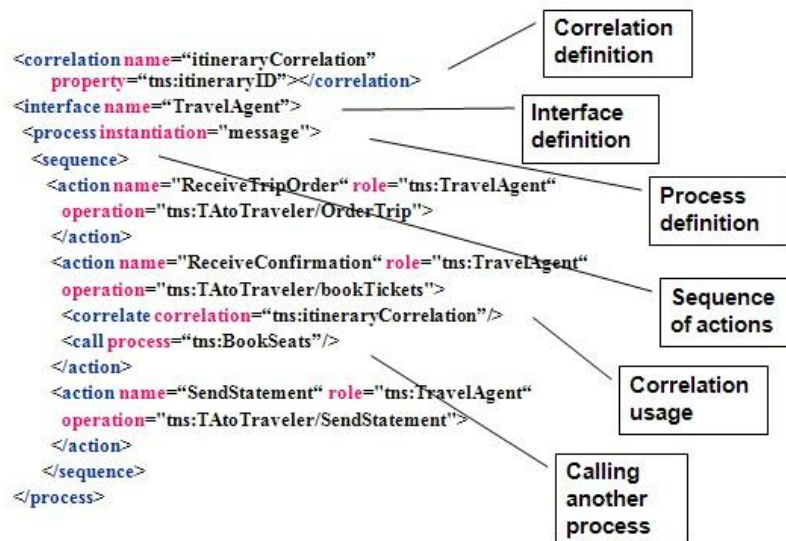 <correlation name=“itineraryCorrelation”
property=“tns:itineraryID”></correlation>
<interface name=“TravelAgent”>
<process instantiation="message">
<sequence>
<action name="ReceiveTripOrder“ role="tns:TravelAgent“
operation="tns:TAtoTraveler/OrderTrip">
</action>
<action name="ReceiveConfirmation“ role="tns:TravelAgent“
operation="tns:TAtoTraveler/bookTickets">
<correlate correlation=“tns:itineraryCorrelation”/>
<call process=“tns:BookSeats”/>
</action>
<action name=“SendStatement“ role="tns:TravelAgent“
operation="tns:TAtoTraveler/SendStatement">
</action>
</sequence>
</process>
Correlation
definition
Interface
definition
Process
definition
Sequence
of actions
Correlation
usage
Calling
another
process